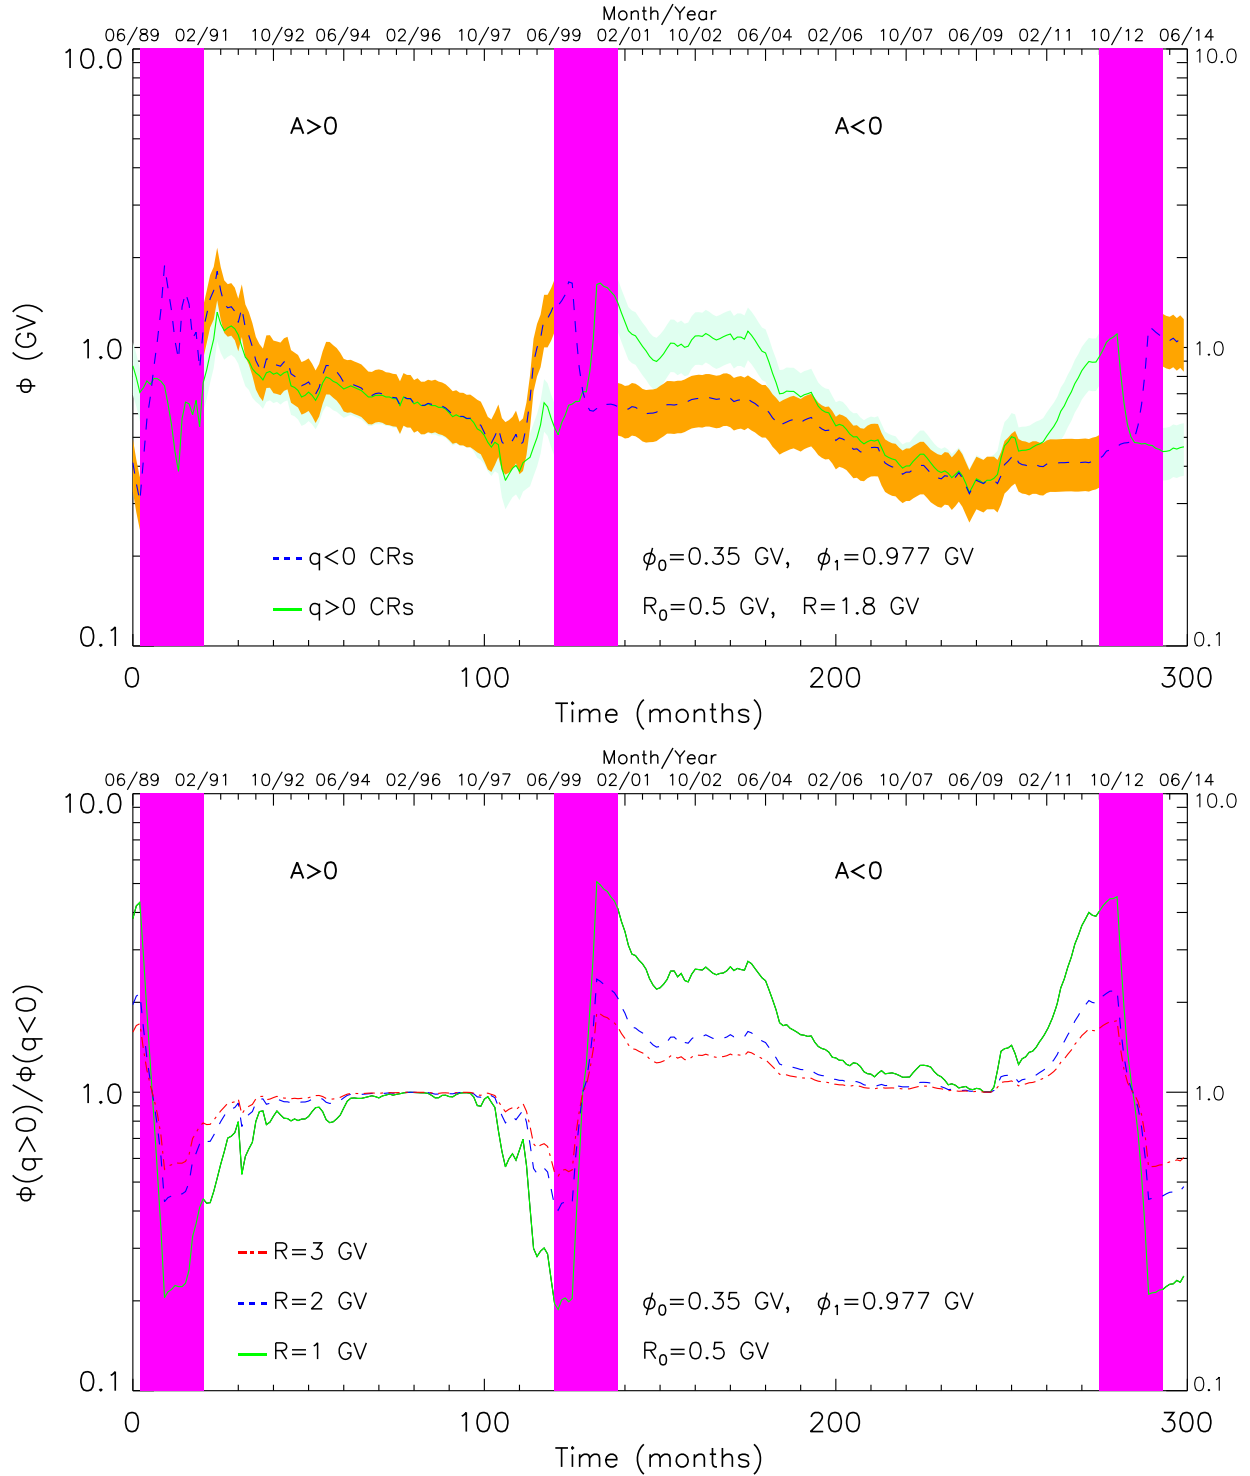 Month/Year
06/89 02/91 10/92 06/94 02/96 10/97 06/99 02/01 10/02 06/04 02/06 10/07 06/09 02/11 10/12 06/14
10.0 10.0
A>0 A<0
Φ (GV)
1.0 1.0
q<0 CRs ϕ₀=0.35 GV, ϕ₁=0.977 GV
q>0 CRs R₀=0.5 GV, R=1.8 GV
0.1 0.1
0 100 200 300
Time (months)
Month/Year
06/89 02/91 10/92 06/94 02/96 10/97 06/99 02/01 10/02 06/04 02/06 10/07 06/09 02/11 10/12 06/14
10.0 10.0
A>0 A<0
Φ(q>0)/Φ(q<0)
1.0 1.0
R=3 GV
R=2 GV ϕ₀=0.35 GV, ϕ₁=0.977 GV
R=1 GV R₀=0.5 GV
0.1 0.1
0 100 200 300
Time (months)